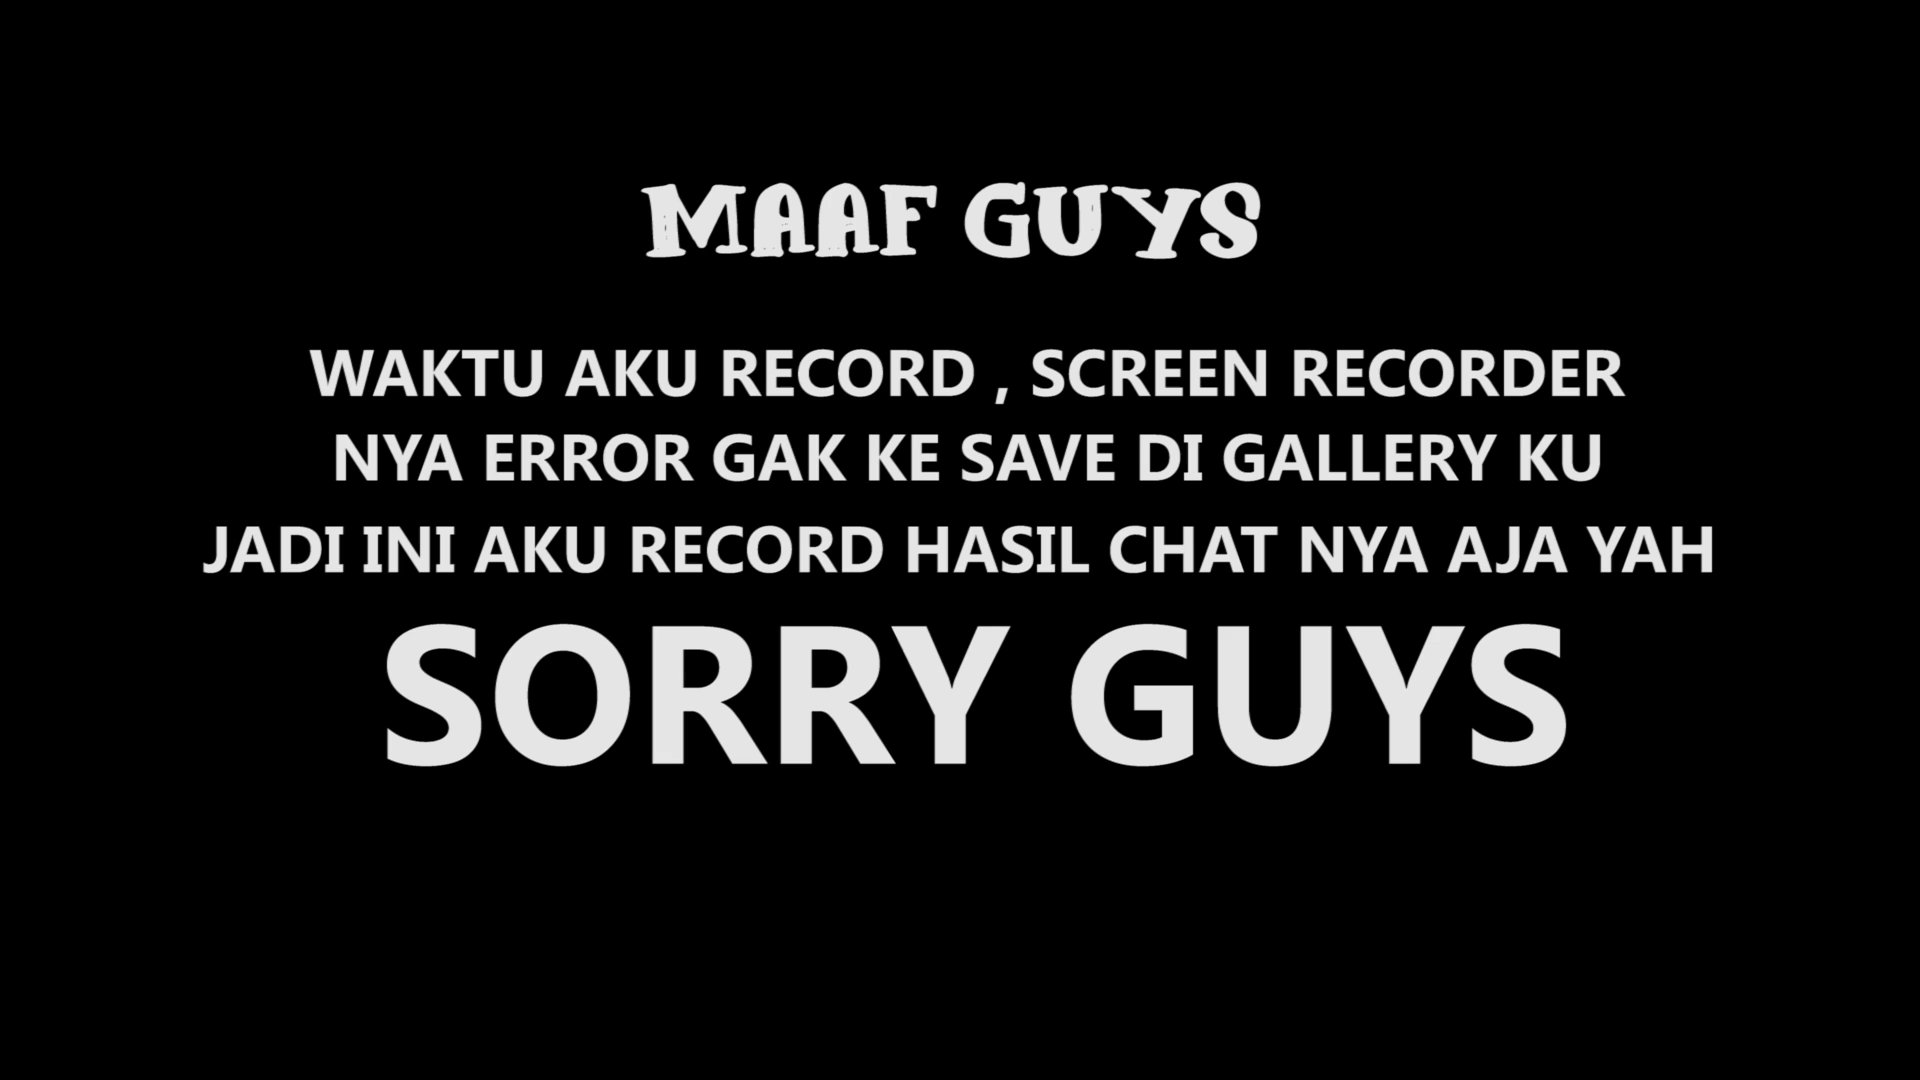 MAAF GUYS
WAKTU AKU RECORD , SCREEN RECORDER
NYA ERROR GAK KE SAVE DI GALLERY KU
JADI INI AKU RECORD HASIL CHAT NYA AJA YAH
SORRY GUYS